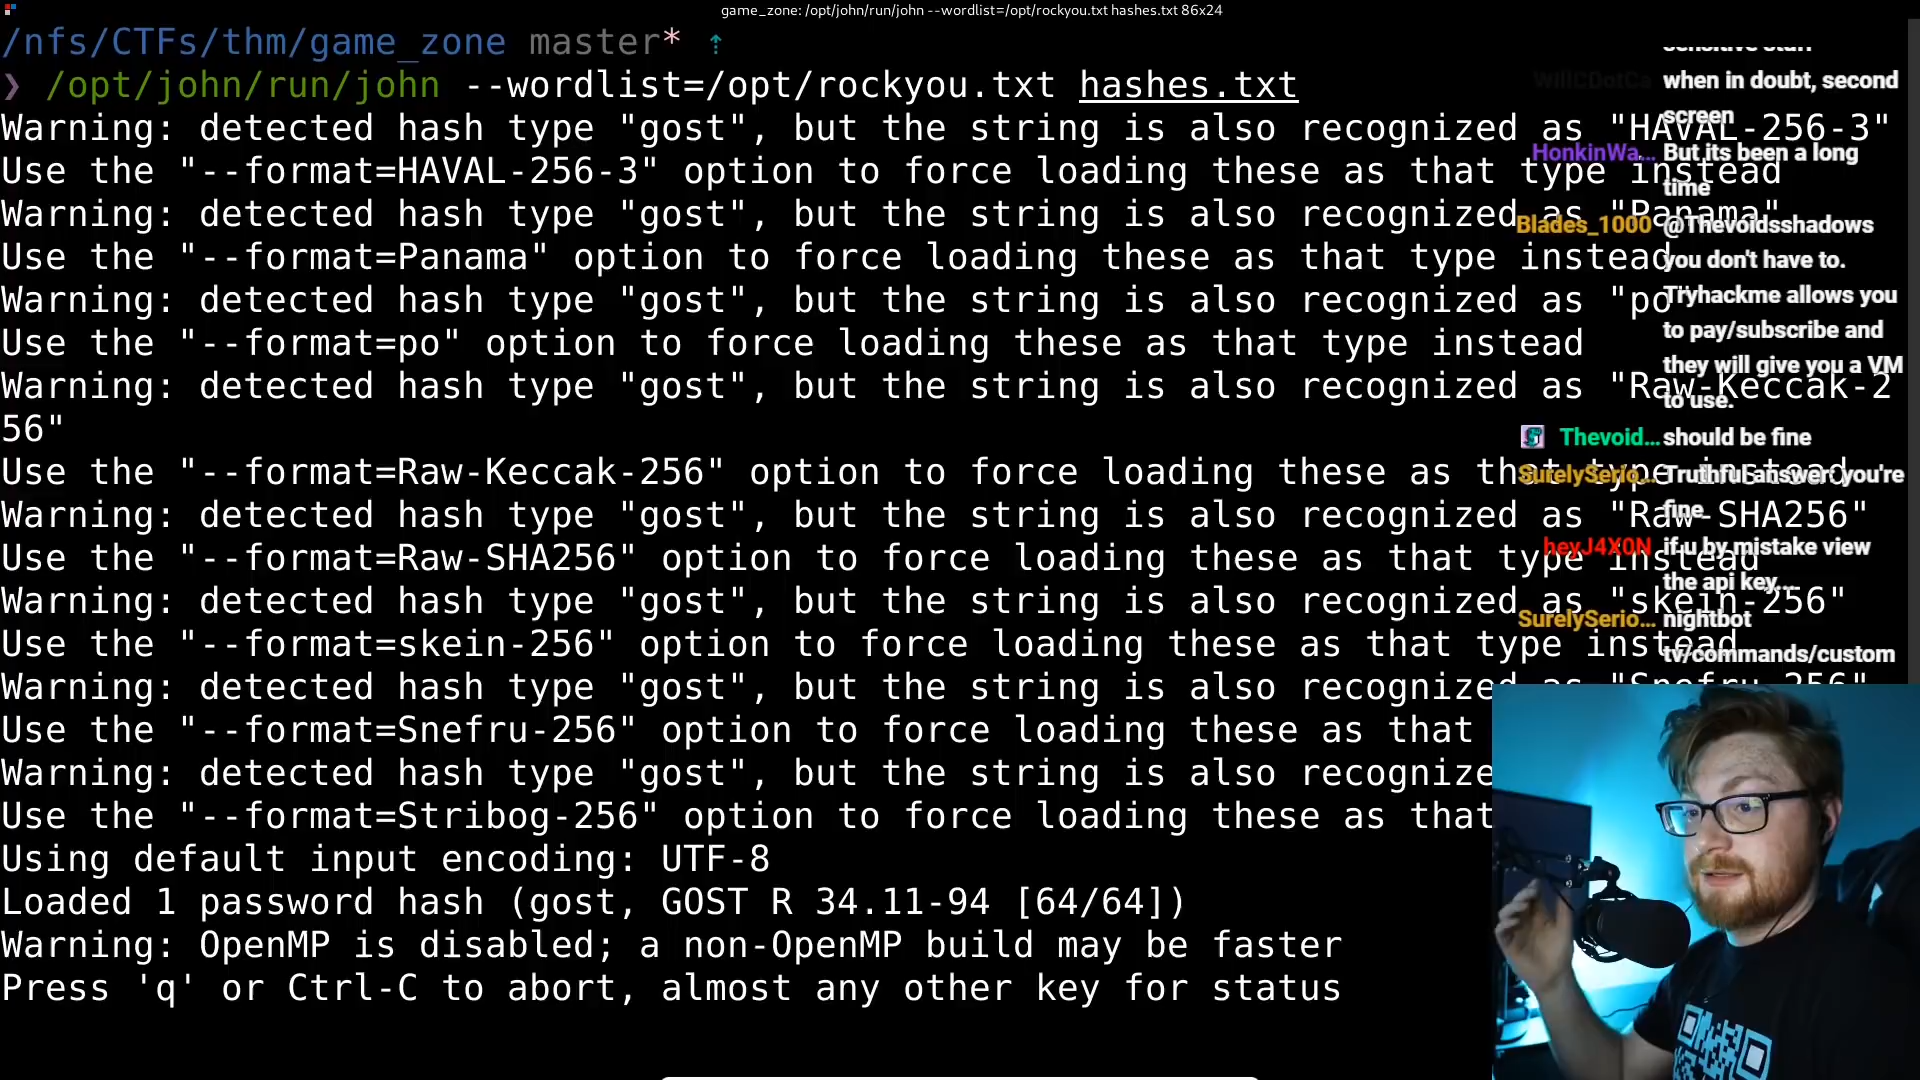 game_zone: /opt/john/run/john --wordlist=/opt/rockyou.txt hashes.txt 86x24
/nfs/CTFs/thm/game_zone master* ⇡
❯ /opt/john/run/john --wordlist=/opt/rockyou.txt hashes.txt
Warning: detected hash type "gost", but the string is also recognized as "HAVAL-256-3"
Use the "--format=HAVAL-256-3" option to force loading these as that type instead
Warning: detected hash type "gost", but the string is also recognized as "Panama"
Use the "--format=Panama" option to force loading these as that type instead
Warning: detected hash type "gost", but the string is also recognized as "po"
Use the "--format=po" option to force loading these as that type instead
Warning: detected hash type "gost", but the string is also recognized as "Raw-Keccak-2
56"
Use the "--format=Raw-Keccak-256" option to force loading these as that type instead
Warning: detected hash type "gost", but the string is also recognized as "Raw-SHA256"
Use the "--format=Raw-SHA256" option to force loading these as that type instead
Warning: detected hash type "gost", but the string is also recognized as "skein-256"
Use the "--format=skein-256" option to force loading these as that type instead
Warning: detected hash type "gost", but the string is also recognized as "Snefru-256"
Use the "--format=Snefru-256" option to force loading these as that
Warning: detected hash type "gost", but the string is also recognize
Use the "--format=Stribog-256" option to force loading these as that
Using default input encoding: UTF-8
Loaded 1 password hash (gost, GOST R 34.11-94 [64/64])
Warning: OpenMP is disabled; a non-OpenMP build may be faster
Press 'q' or Ctrl-C to abort, almost any other key for status
sensitive stuff
WillCDotCa when in doubt, second
screen
HonkinWa... But its been a long
time
Blades_1000 @Thevoidsshadows
you don't have to.
Tryhackme allows you
to pay/subscribe and
they will give you a VM
to use.
Thevoid... should be fine
SurelySerio... Truthful answer: you're
fine
heyJ4X0N if u by mistake view
the api key...
SurelySerio... nightbot
tv/commands/custom